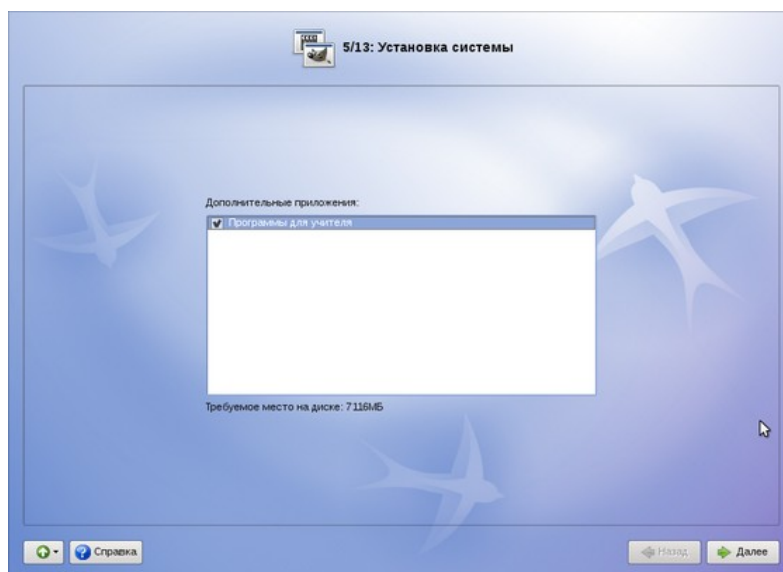 5/13: Установка системы
Дополнительные приложения:
Программы для учителя
Требуемое место на диске: 7116МБ
Справка
Назад
Далее